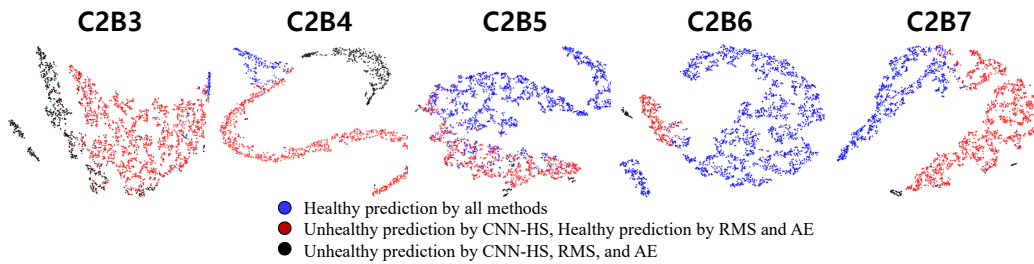 C2B3 C2B4 C2B5 C2B6 C2B7
Healthy prediction by all methods
Unhealthy prediction by CNN-HS, Healthy prediction by RMS and AE
Unhealthy prediction by CNN-HS, RMS, and AE